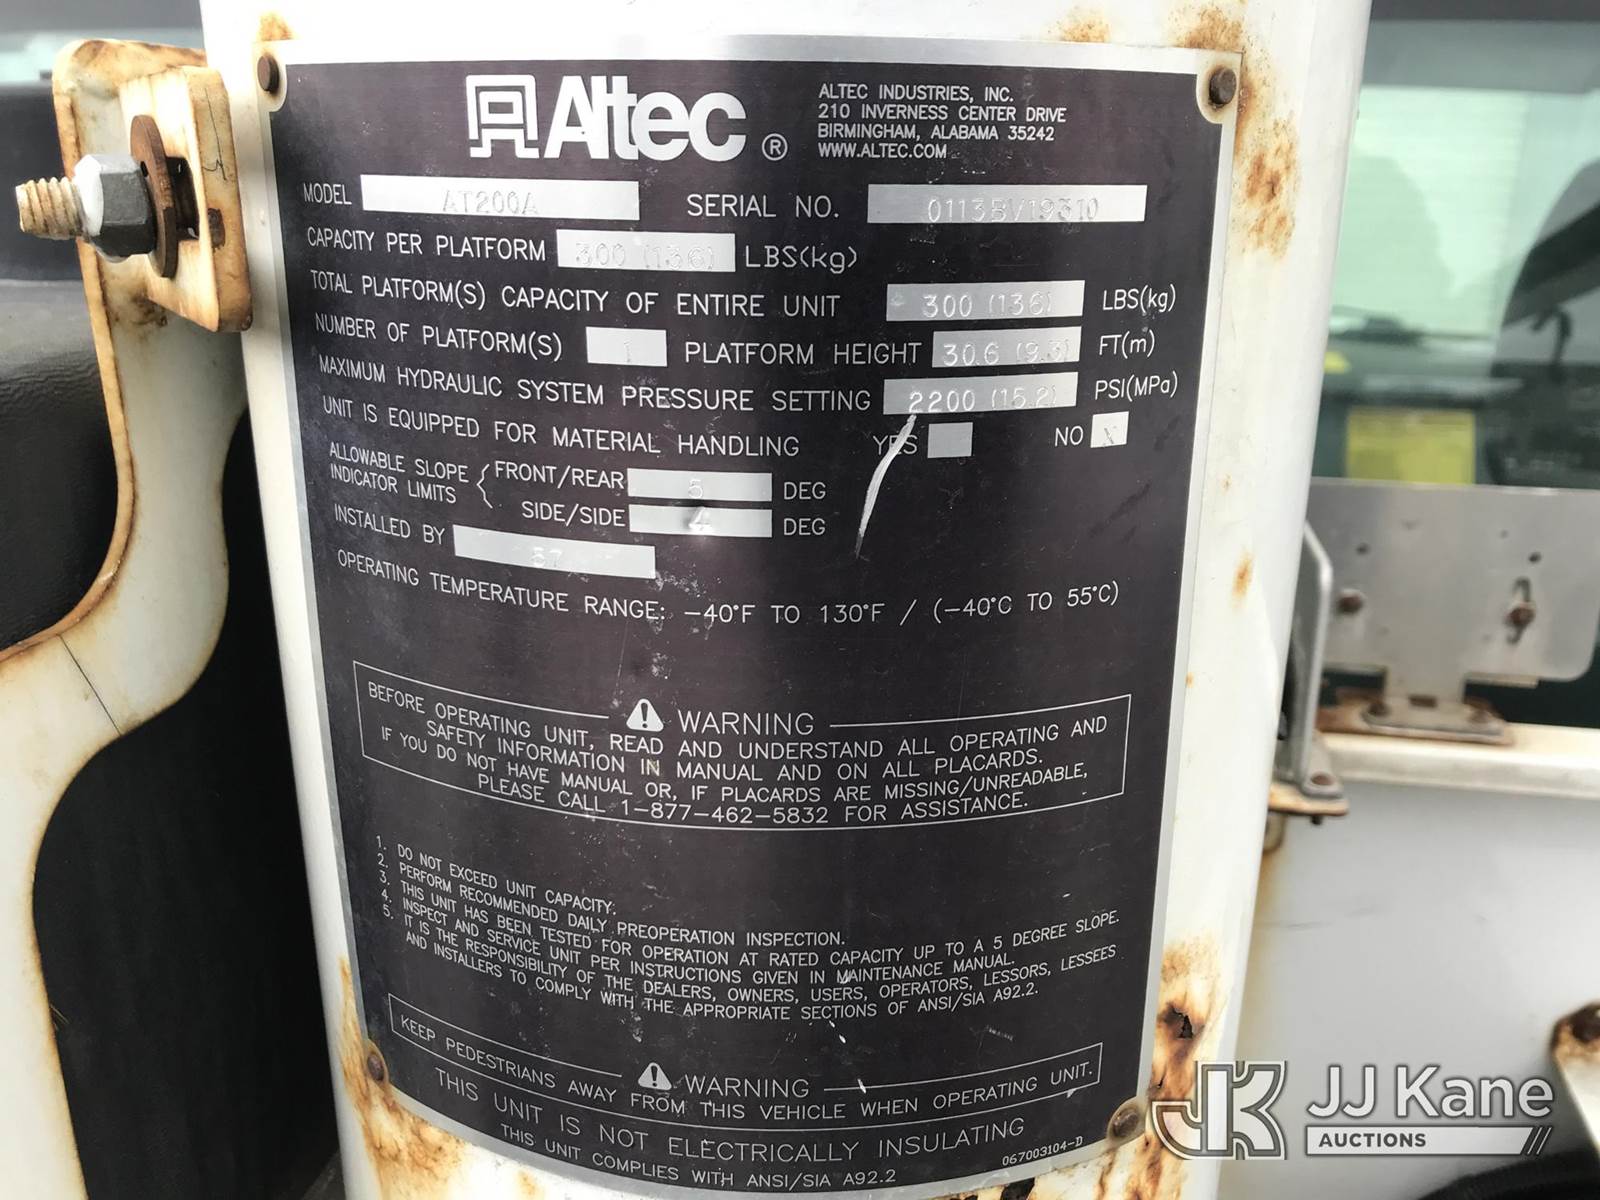 Altec ®
ALTEC INDUSTRIES, INC.
210 INVERNESS CENTER DRIVE
BIRMINGHAM, ALABAMA 35242
WWW.ALTEC.COM
MODEL AT200A SERIAL NO. 0113BV19310
CAPACITY PER PLATFORM 300 (136) LBS(kg)
TOTAL PLATFORM(S) CAPACITY OF ENTIRE UNIT 300 (136) LBS(kg)
NUMBER OF PLATFORM(S) 1 PLATFORM HEIGHT 30.6 (9.3) FT(m)
MAXIMUM HYDRAULIC SYSTEM PRESSURE SETTING 2200 (15.2) PSI(MPa)
UNIT IS EQUIPPED FOR MATERIAL HANDLING YES NO X
ALLOWABLE SLOPE INDICATOR LIMITS { FRONT/REAR 5 DEG
SIDE/SIDE 4 DEG
INSTALLED BY 57
OPERATING TEMPERATURE RANGE: -40°F TO 130°F / (-40°C TO 55°C)
WARNING
BEFORE OPERATING UNIT, READ AND UNDERSTAND ALL OPERATING AND
SAFETY INFORMATION IN MANUAL AND ON ALL PLACARDS.
IF YOU DO NOT HAVE MANUAL OR, IF PLACARDS ARE MISSING/UNREADABLE,
PLEASE CALL 1-877-462-5832 FOR ASSISTANCE.
1. DO NOT EXCEED UNIT CAPACITY.
2. PERFORM RECOMMENDED DAILY PREOPERATION INSPECTION.
3. THIS UNIT HAS BEEN TESTED FOR OPERATION AT RATED CAPACITY UP TO A 5 DEGREE SLOPE.
4. INSPECT AND SERVICE UNIT PER INSTRUCTIONS GIVEN IN MAINTENANCE MANUAL.
5. IT IS THE RESPONSIBILITY OF THE DEALERS, OWNERS, USERS, OPERATORS, LESSORS, LESSEES
AND INSTALLERS TO COMPLY WITH THE APPROPRIATE SECTIONS OF ANSI/SIA A92.2.
WARNING
KEEP PEDESTRIANS AWAY FROM THIS VEHICLE WHEN OPERATING UNIT.
THIS UNIT IS NOT ELECTRICALLY INSULATING
THIS UNIT COMPLIES WITH ANSI/SIA A92.2
067003104-D
JK JJ Kane
AUCTIONS